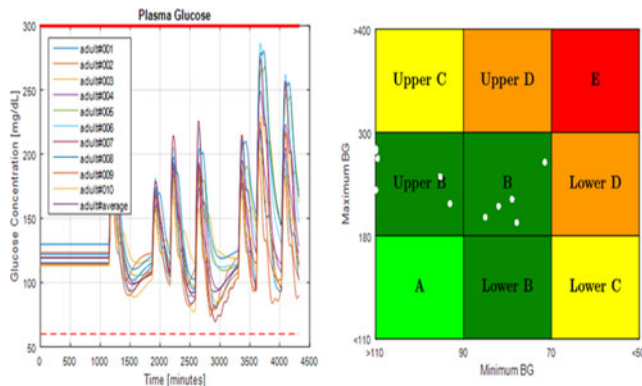 Plasma Glucose
300
250
200
150
100
50
Glucose Concentration [mg/dL]
adult#001
adult#002
adult#003
adult#004
adult#005
adult#006
adult#007
adult#008
adult#009
adult#010
adult#average
0 500 1000 1500 2000 2500 3000 3500 4000 4500
Time [minutes]
>400
300
180
<110
Maximum BG
Upper C Upper D E
Upper B B Lower D
A Lower B Lower C
>110 90 70 <50
Minimum BG